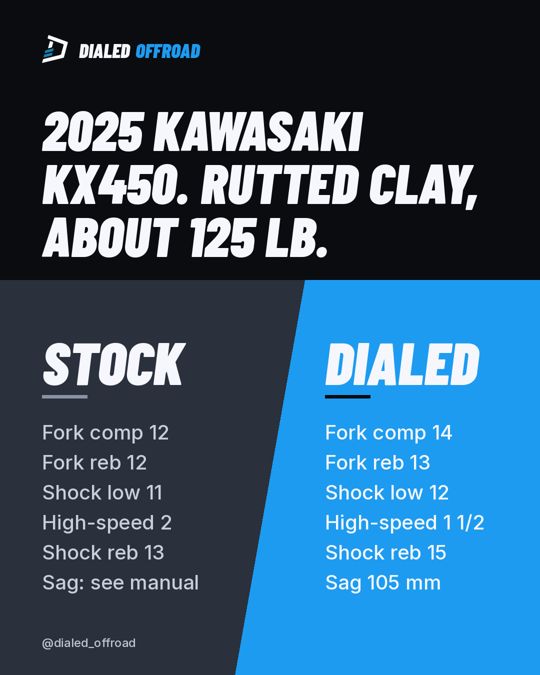 DIALED OFFROAD
2025 KAWASAKI
KX450. RUTTED CLAY,
ABOUT 125 LB.
STOCK
Fork comp 12
Fork reb 12
Shock low 11
High-speed 2
Shock reb 13
Sag: see manual
DIALED
Fork comp 14
Fork reb 13
Shock low 12
High-speed 1 1/2
Shock reb 15
Sag 105 mm
@dialed_offroad